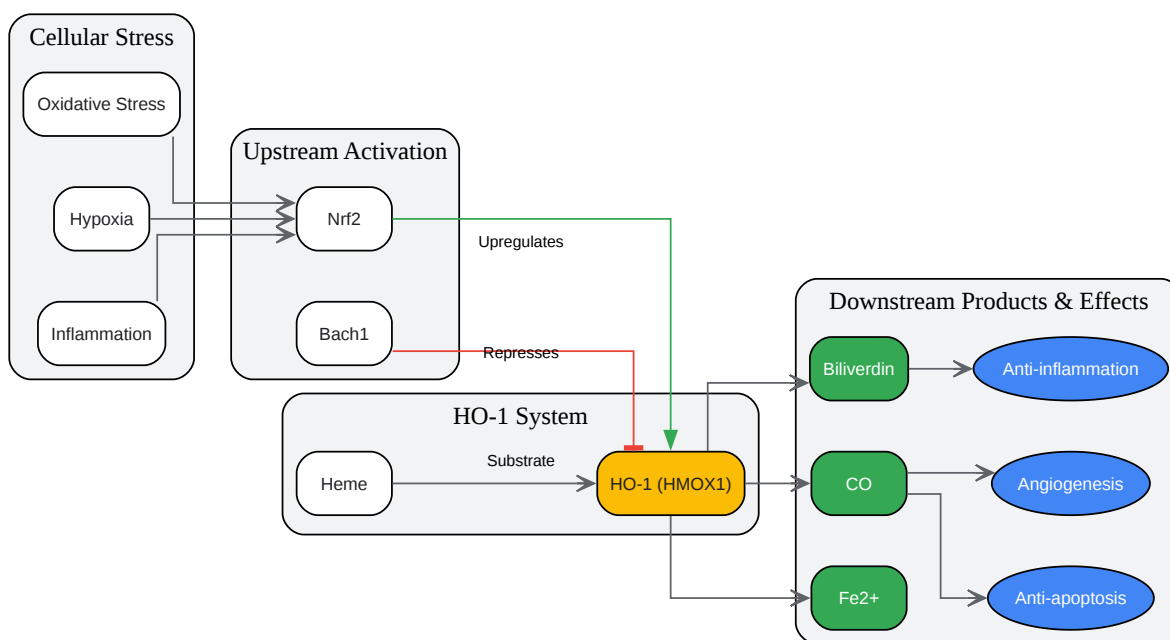 Cellular Stress
Oxidative Stress
Hypoxia
Inflammation
Upstream Activation
Nrf2
Bach1
Upregulates
Represses
HO-1 System
Heme
Substrate
HO-1 (HMOX1)
Downstream Products & Effects
Biliverdin
Anti-inflammation
CO
Angiogenesis
Fe2+
Anti-apoptosis